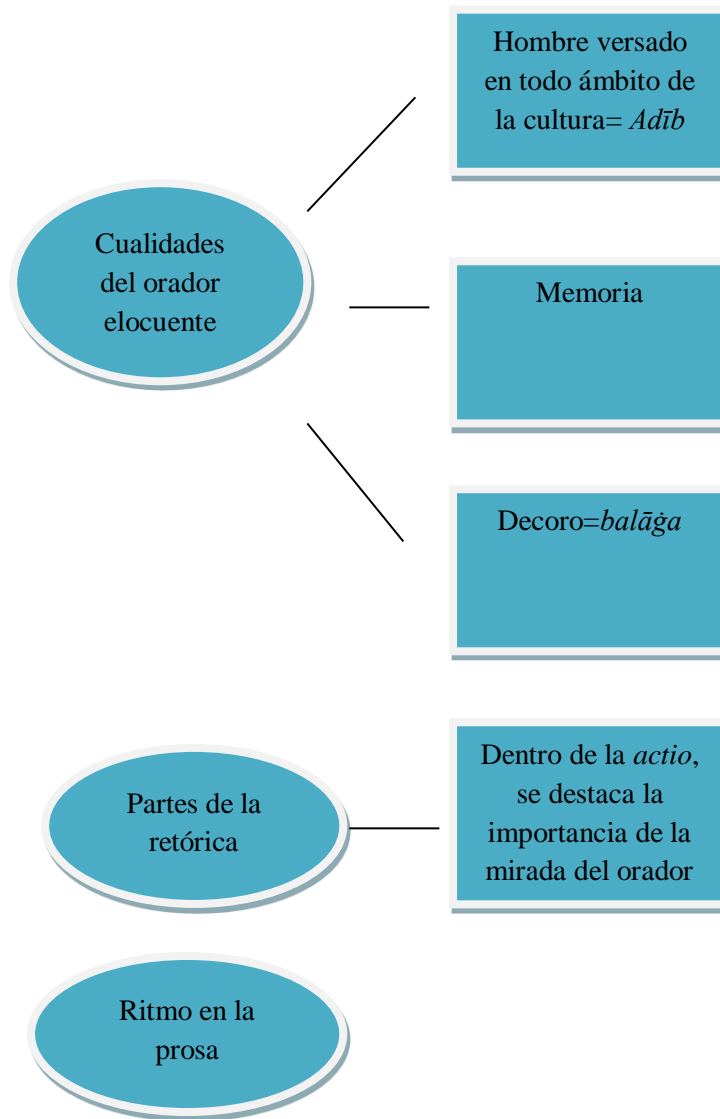 Cualidades
del orador
elocuente
Hombre versado
en todo ámbito de
la cultura= Adīb
Memoria
Decoro=balāġa
Partes de la
retórica
Dentro de la actio,
se destaca la
importancia de la
mirada del orador
Ritmo en la
prosa